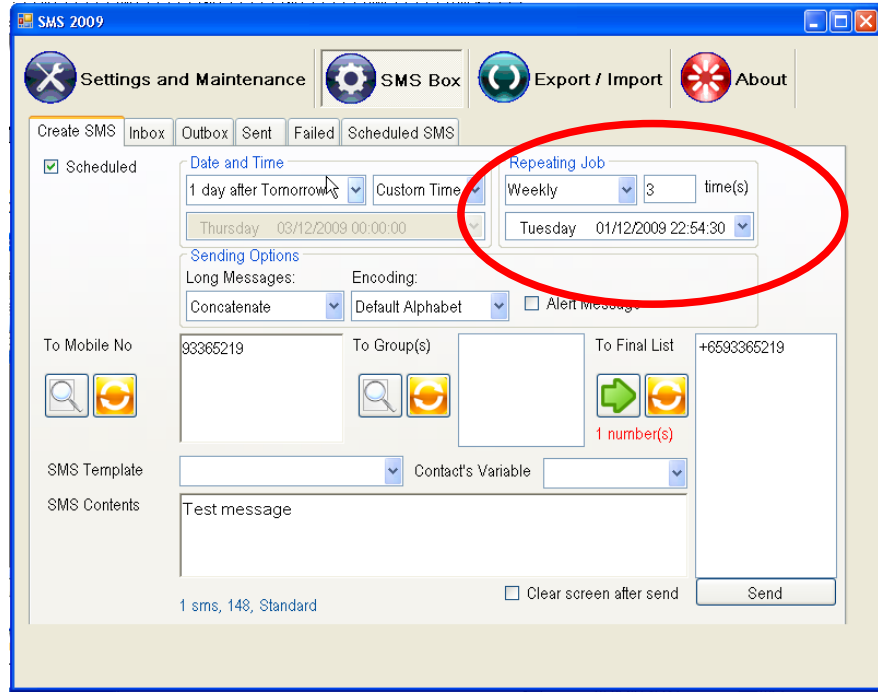 SMS 2009
Settings and Maintenance SMS Box Export / Import About
Create SMS Inbox Outbox Sent Failed Scheduled SMS
Scheduled
Date and Time
1 day after Tomorrow Custom Time
Thursday 03/12/2009 00:00:00
Repeating Job
Weekly 3 time(s)
Tuesday 01/12/2009 22:54:30
Sending Options
Long Messages: Encoding:
Concatenate Default Alphabet Alert Message
To Mobile No 93365219 To Group(s) To Final List +6593365219
1 number(s)
SMS Template Contact's Variable
SMS Contents Test message
1 sms, 148, Standard
Clear screen after send Send